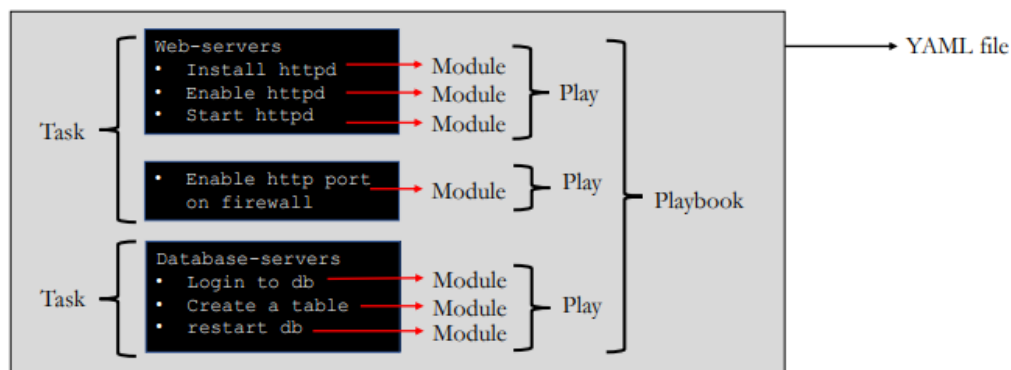 Web-servers
• Install httpd
• Enable httpd
• Start httpd
Module
Module
Module
Play
Task
• Enable http port
on firewall
Module
Play
Database-servers
• Login to db
• Create a table
• restart db
Module
Module
Module
Play
Task
Playbook
YAML file